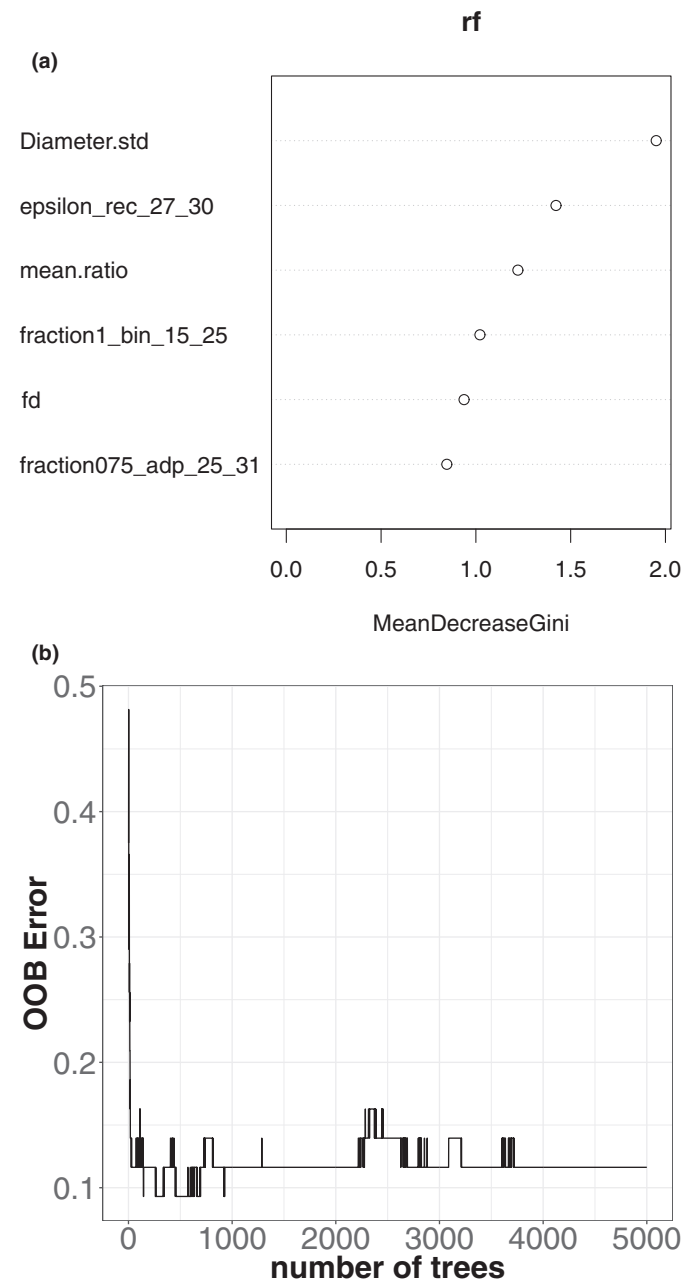 rf
(a)
Diameter.std
epsilon_rec_27_30
mean.ratio
fraction1_bin_15_25
fd
fraction075_adp_25_31
0.0 0.5 1.0 1.5 2.0
MeanDecreaseGini
(b)
0.5
0.4
0.3
0.2
0.1
OOB Error
0 1000 2000 3000 4000 5000
number of trees